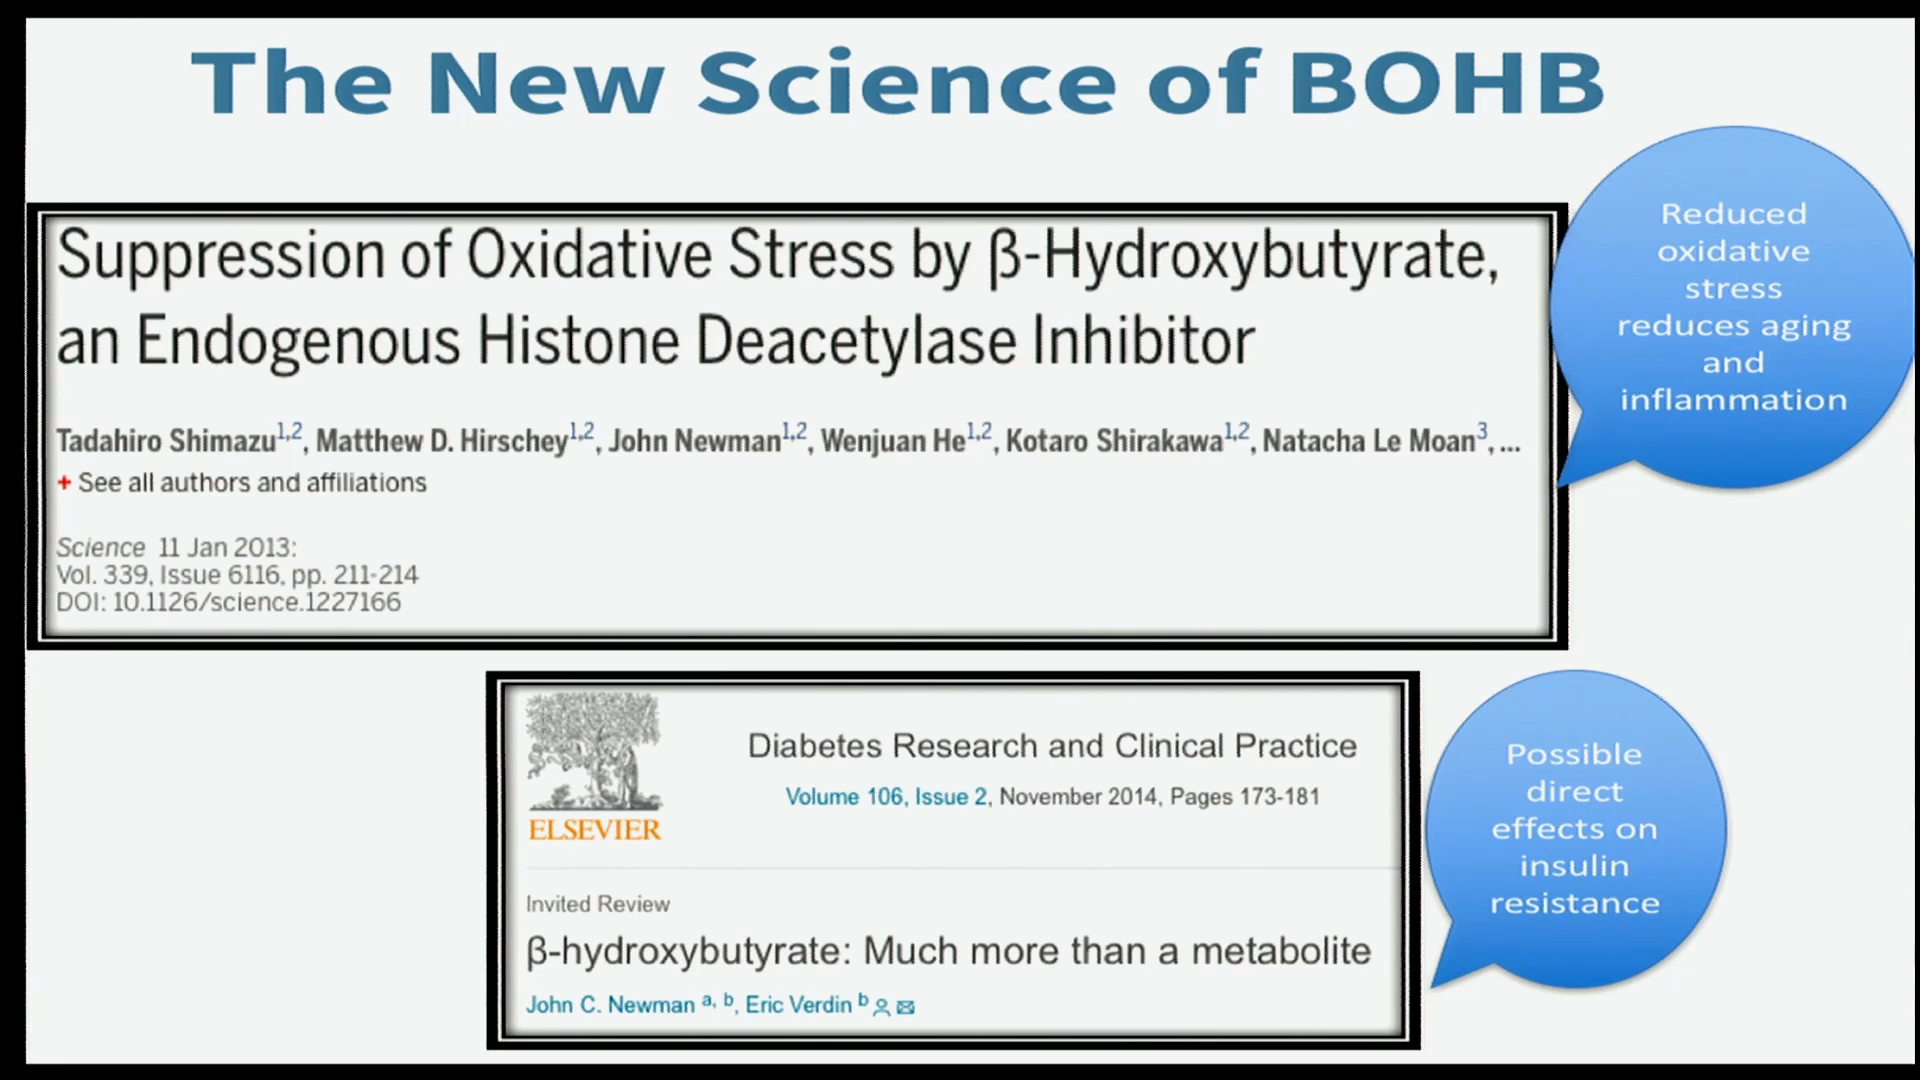 The New Science of BOHB
Suppression of Oxidative Stress by β-Hydroxybutyrate,
an Endogenous Histone Deacetylase Inhibitor
Tadahiro Shimazu1,2, Matthew D. Hirschey1,2, John Newman1,2, Wenjuan He1,2, Kotaro Shirakawa1,2, Natacha Le Moan3, ...
+ See all authors and affiliations
Science 11 Jan 2013:
Vol. 339, Issue 6116, pp. 211-214
DOI: 10.1126/science.1227166
Reduced
oxidative
stress
reduces aging
and
inflammation
ELSEVIER
Diabetes Research and Clinical Practice
Volume 106, Issue 2, November 2014, Pages 173-181
Invited Review
β-hydroxybutyrate: Much more than a metabolite
John C. Newman a, b, Eric Verdin b
Possible
direct
effects on
insulin
resistance